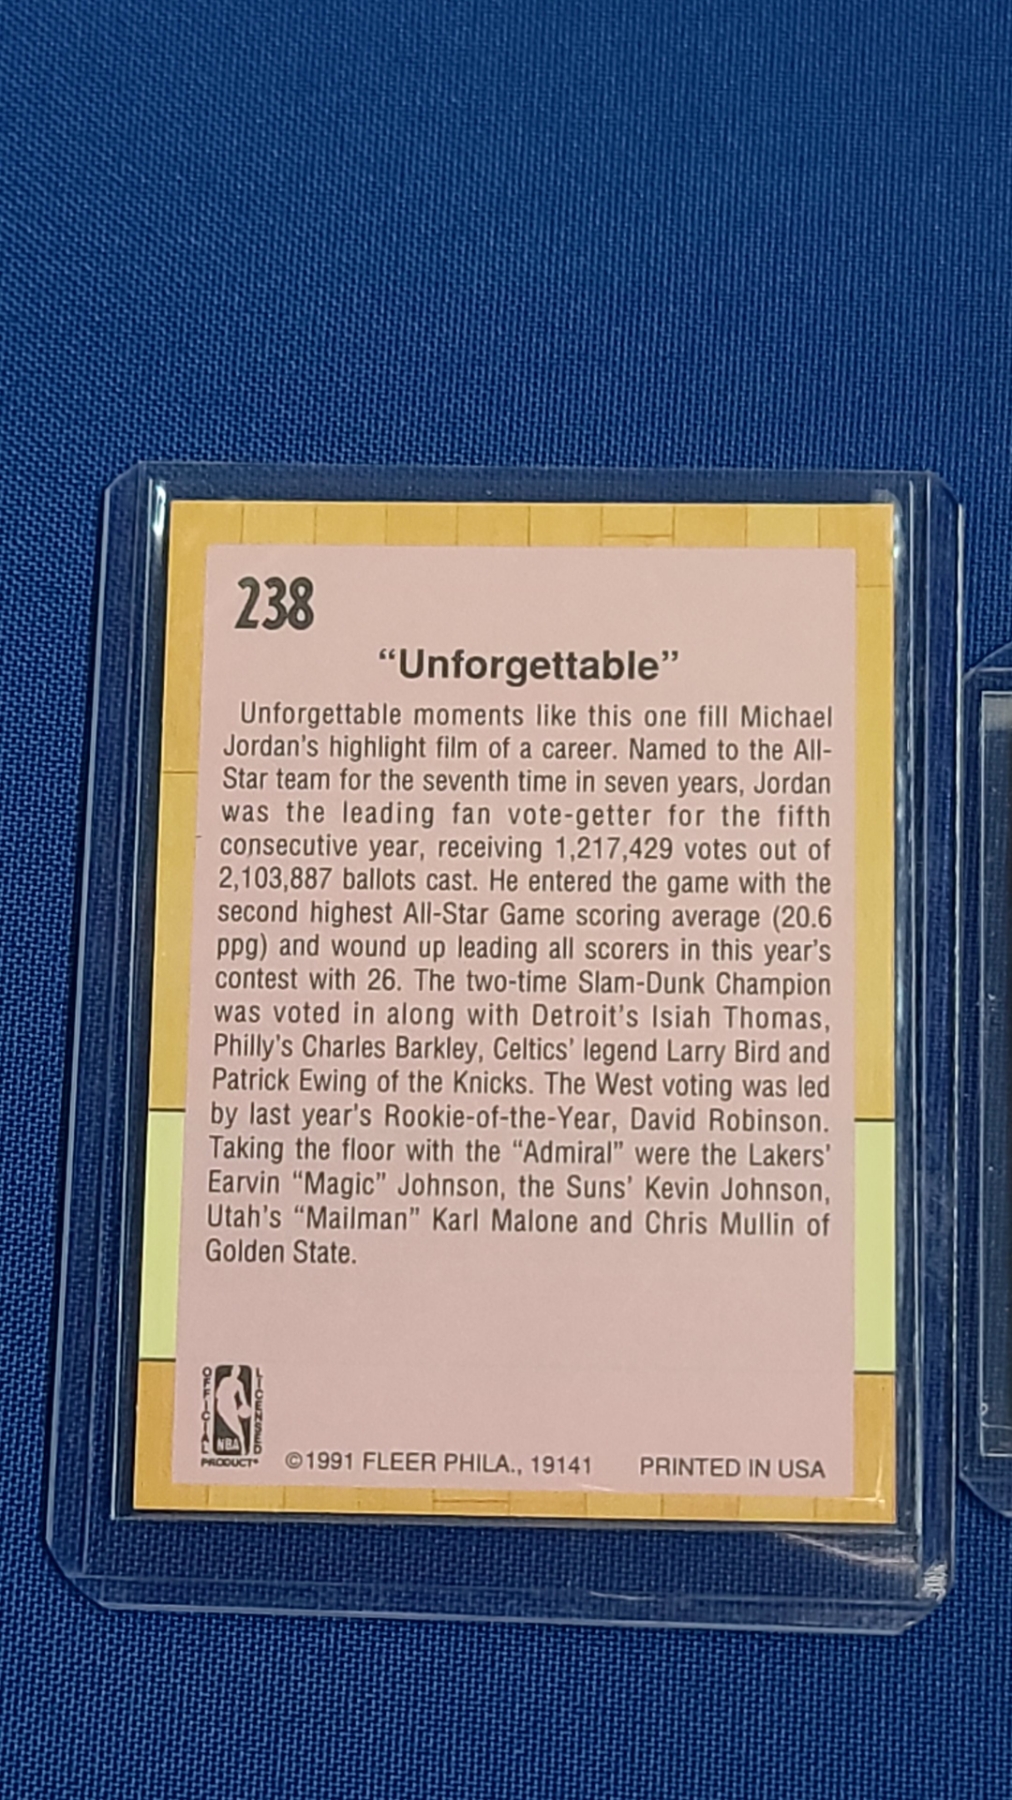 238
“Unforgettable”
Unforgettable moments like this one fill Michael
Jordan's highlight film of a career. Named to the All-
Star team for the seventh time in seven years, Jordan
was the leading fan vote-getter for the fifth
consecutive year, receiving 1,217,429 votes out of
2,103,887 ballots cast. He entered the game with the
second highest All-Star Game scoring average (20.6
ppg) and wound up leading all scorers in this year's
contest with 26. The two-time Slam-Dunk Champion
was voted in along with Detroit's Isiah Thomas,
Philly's Charles Barkley, Celtics' legend Larry Bird and
Patrick Ewing of the Knicks. The West voting was led
by last year's Rookie-of-the-Year, David Robinson.
Taking the floor with the “Admiral” were the Lakers'
Earvin “Magic” Johnson, the Suns' Kevin Johnson,
Utah's “Mailman” Karl Malone and Chris Mullin of
Golden State.
OFFICIAL
LICENSED
NBA
PRODUCT
©1991 FLEER PHILA., 19141 PRINTED IN USA